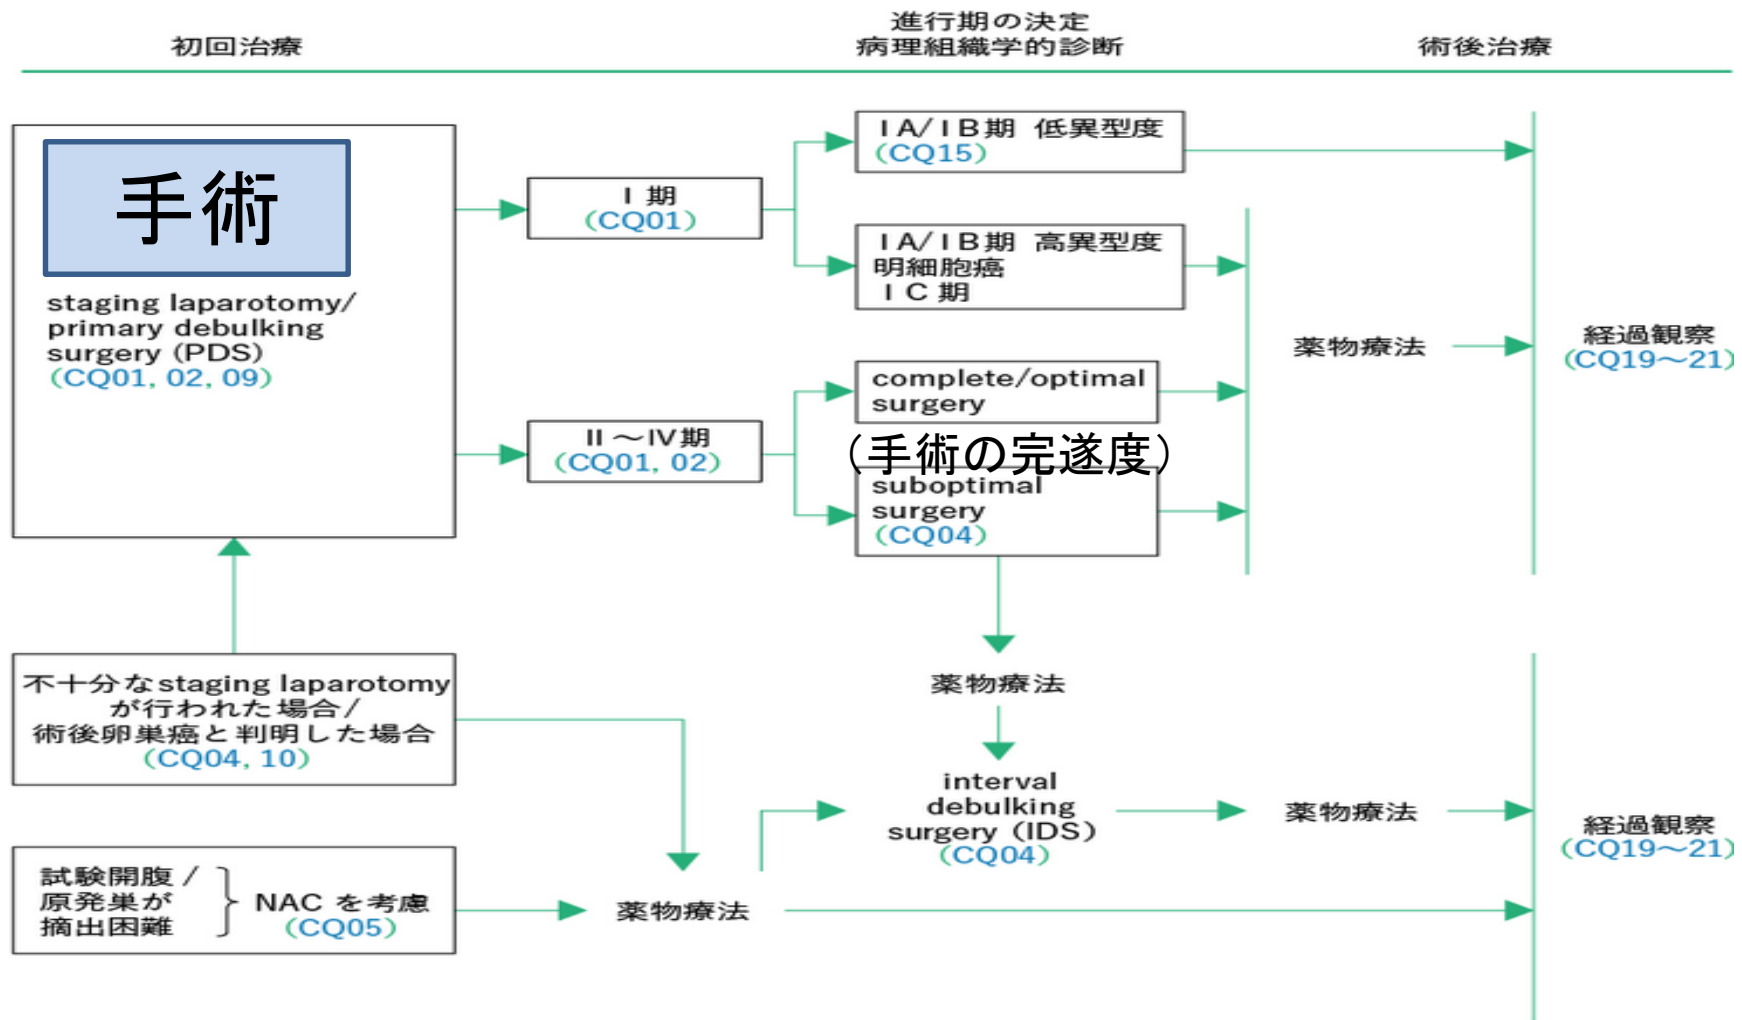 初回治療
進行期の決定
病理組織学的診断
術後治療
手術
staging laparotomy/
primary debulking
surgery (PDS)
(CQ01, 02, 09)
Ⅰ期
(CQ01)
ⅠA/ⅠB期 低異型度
(CQ15)
ⅠA/ⅠB期 高異型度
明細胞癌
ⅠC期
Ⅱ～Ⅳ期
(CQ01, 02)
complete/optimal
surgery
(手術の完遂度)
suboptimal
surgery
(CQ04)
薬物療法
経過観察
(CQ19～21)
不十分なstaging laparotomy
が行われた場合/
術後卵巣癌と判明した場合
(CQ04, 10)
薬物療法
interval
debulking
surgery (IDS)
(CQ04)
薬物療法
経過観察
(CQ19～21)
試験開腹/
原発巣が
摘出困難
NACを考慮
(CQ05)
薬物療法